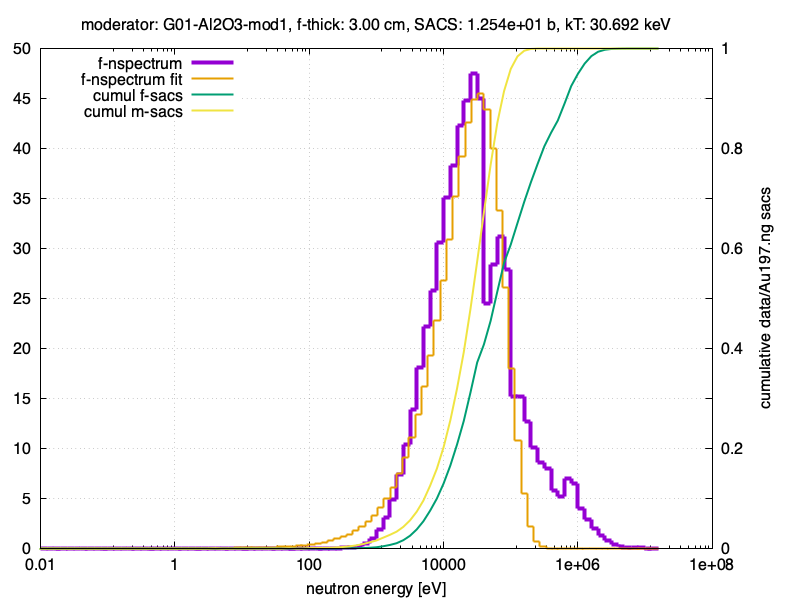 moderator: G01-Al2O3-mod1, f-thick: 3.00 cm, SACS: 1.254e+01 b, kT: 30.692 keV
f-nspectrum
f-nspectrum fit
cumul f-sacs
cumul m-sacs
50
45
40
35
30
25
20
15
10
5
0
1
0.8
0.6
0.4
0.2
0
cumulative data/Au197.ng sacs
0.01
1
100
10000
1e+06
1e+08
neutron energy [eV]